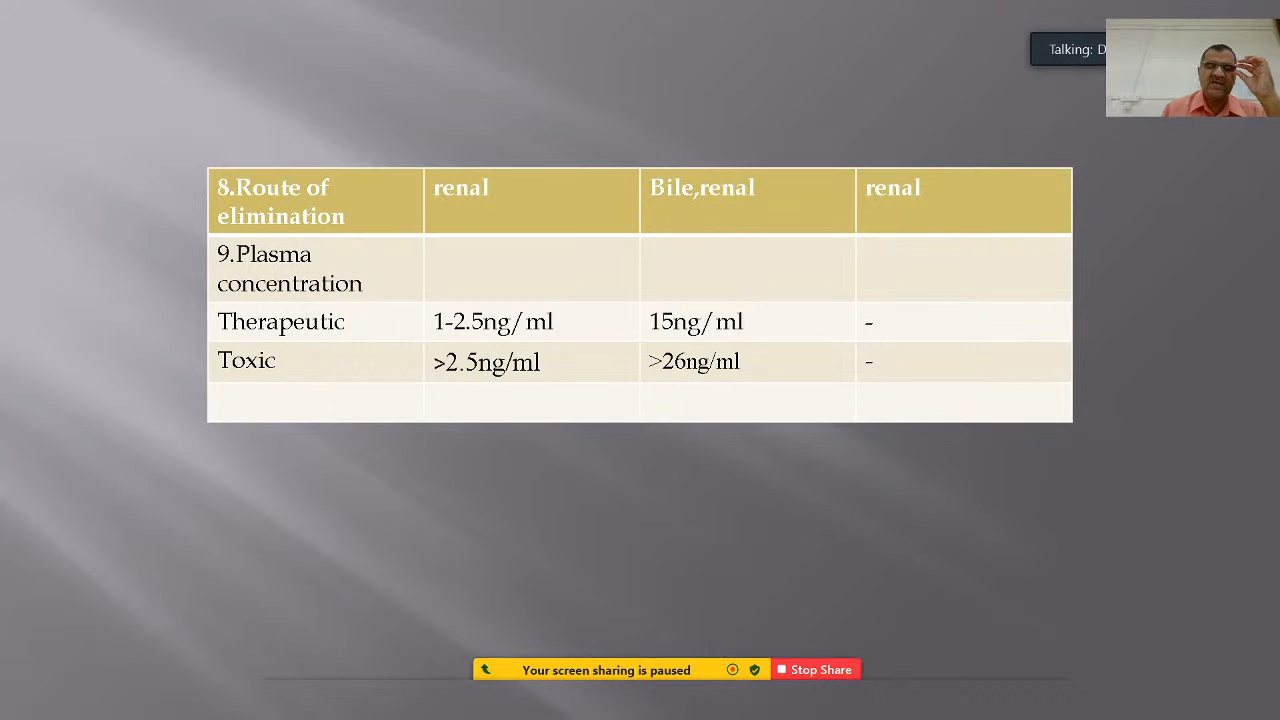 Talking: D
8.Route of elimination renal Bile,renal renal
9.Plasma concentration
Therapeutic 1-2.5ng/ml 15ng/ml -
Toxic >2.5ng/ml >26ng/ml -
Your screen sharing is paused Stop Share